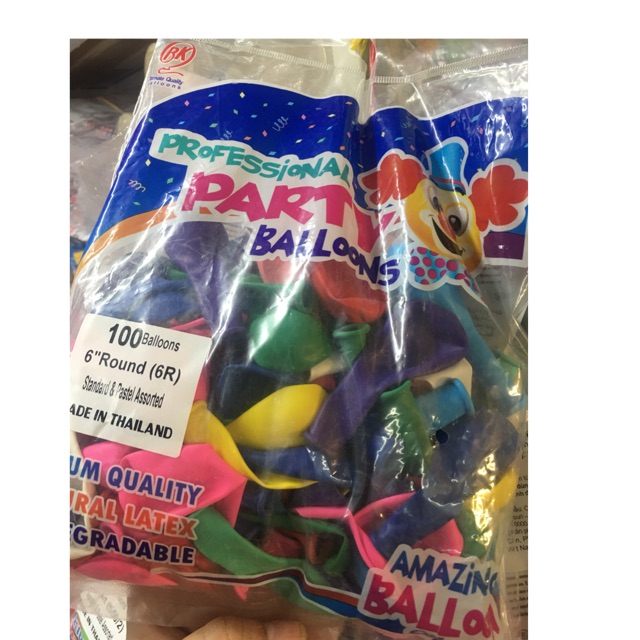 RK
PROFESSIONAL
PARTY
BALLOONS
100 Balloons
6"Round (6R)
Standard & Pastel Assorted
ADE IN THAILAND
UM QUALITY
URAL LATEX
EGRADABLE
AMAZING
BALLOO